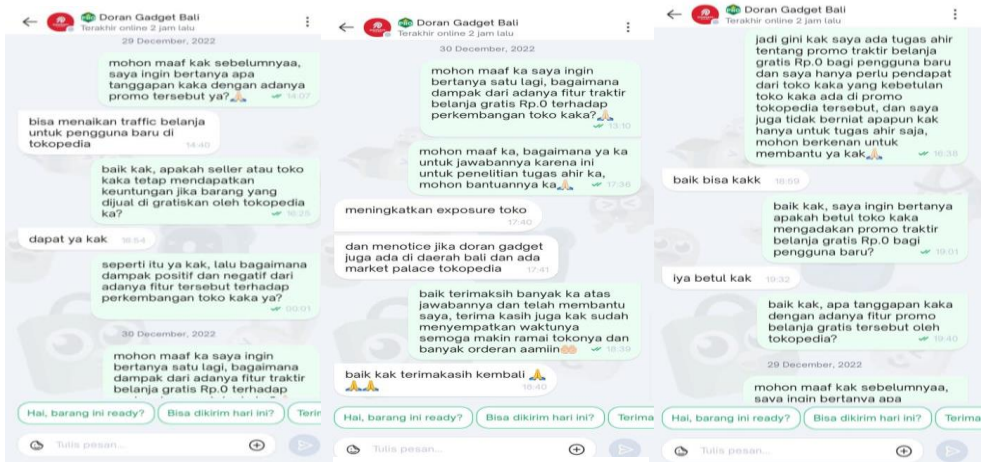 Doran Gadget Bali
Terakhir online 2 jam lalu
29 December, 2022
mohon maaf kak sebelumnyaa,
saya ingin bertanya apa
tanggapan kaka dengan adanya
promo tersebut ya?🙏
14:07
bisa menaikan traffic belanja
untuk pengguna baru di
tokopedia
14:40
baik kak, apakah seller atau toko
kaka tetap mendapatkan
keuntungan jika barang yang
dijual di gratiskan oleh tokopedia
ka?
16:25
dapat ya kak
16:54
seperti itu ya kak, lalu bagaimana
dampak positif dan negatif dari
adanya fitur tersebut terhadap
perkembangan toko kaka ya?
30 December, 2022
mohon maaf ka saya ingin
bertanya satu lagi, bagaimana
dampak dari adanya fitur traktir
belanja gratis Rp.0 terhadap
Hai, barang ini ready?
Bisa dikirim hari ini?
Terim
Tulis pesan...
Doran Gadget Bali
Terakhir online 2 jam lalu
30 December, 2022
mohon maaf ka saya ingin
bertanya satu lagi, bagaimana
dampak dari adanya fitur traktir
belanja gratis Rp.0 terhadap
perkembangan toko kaka?🙏
13:10
mohon maaf ka, bagaimana ya ka
untuk jawabannya karena ini
untuk penelitian tugas ahir ka,
mohon bantuannya ka🙏
17:36
meningkatkan exposure toko
17:40
dan menotice jika doran gadget
juga ada di daerah bali dan ada
market palace tokopedia
17:41
baik terimaksih banyak ka atas
jawabannya dan telah membantu
saya, terima kasih juga kak sudah
menyempatkan waktunya
semoga makin ramai tokonya dan
banyak orderan aamiin🤲
18:39
baik kak terimakasih kembali 🙏
🙏🙏
18:40
Hai, barang ini ready?
Bisa dikirim hari ini?
Terima
Tulis pesan...
Doran Gadget Bali
Terakhir online 2 jam lalu
jadi gini kak saya ada tugas ahir
tentang promo traktir belanja
gratis Rp.0 bagi pengguna baru
dan saya hanya perlu pendapat
dari toko kaka yang kebetulan
toko kaka ada di promo
tokopedia tersebut, dan saya
juga tidak berniat apapun kak
hanya untuk tugas ahir saja,
mohon berkenan untuk
membantu ya kak🙏
16:38
baik bisa kakk
16:59
baik kak, saya ingin bertanya
apakah betul toko kaka
mengadakan promo traktir
belanja gratis Rp.0 bagi
pengguna baru?
19:01
iya betul kak
19:32
baik kak, apa tanggapan kaka
dengan adanya fitur promo
belanja gratis tersebut oleh
tokopedia?
19:40
29 December, 2022
mohon maaf kak sebelumnyaa,
saya ingin bertanya apa
Hai, barang ini ready?
Bisa dikirim hari ini?
Terima
Tulis pesan...